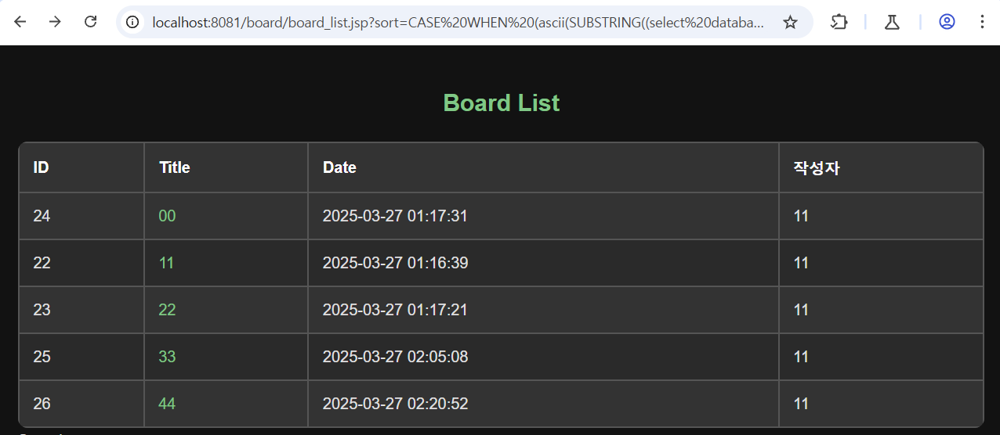 localhost:8081/board/board_list.jsp?sort=CASE%20WHEN%20(ascii(SUBSTRING((select%20databa...
Board List
ID Title Date 작성자
24 00 2025-03-27 01:17:31 11
22 11 2025-03-27 01:16:39 11
23 22 2025-03-27 01:17:21 11
25 33 2025-03-27 02:05:08 11
26 44 2025-03-27 02:20:52 11